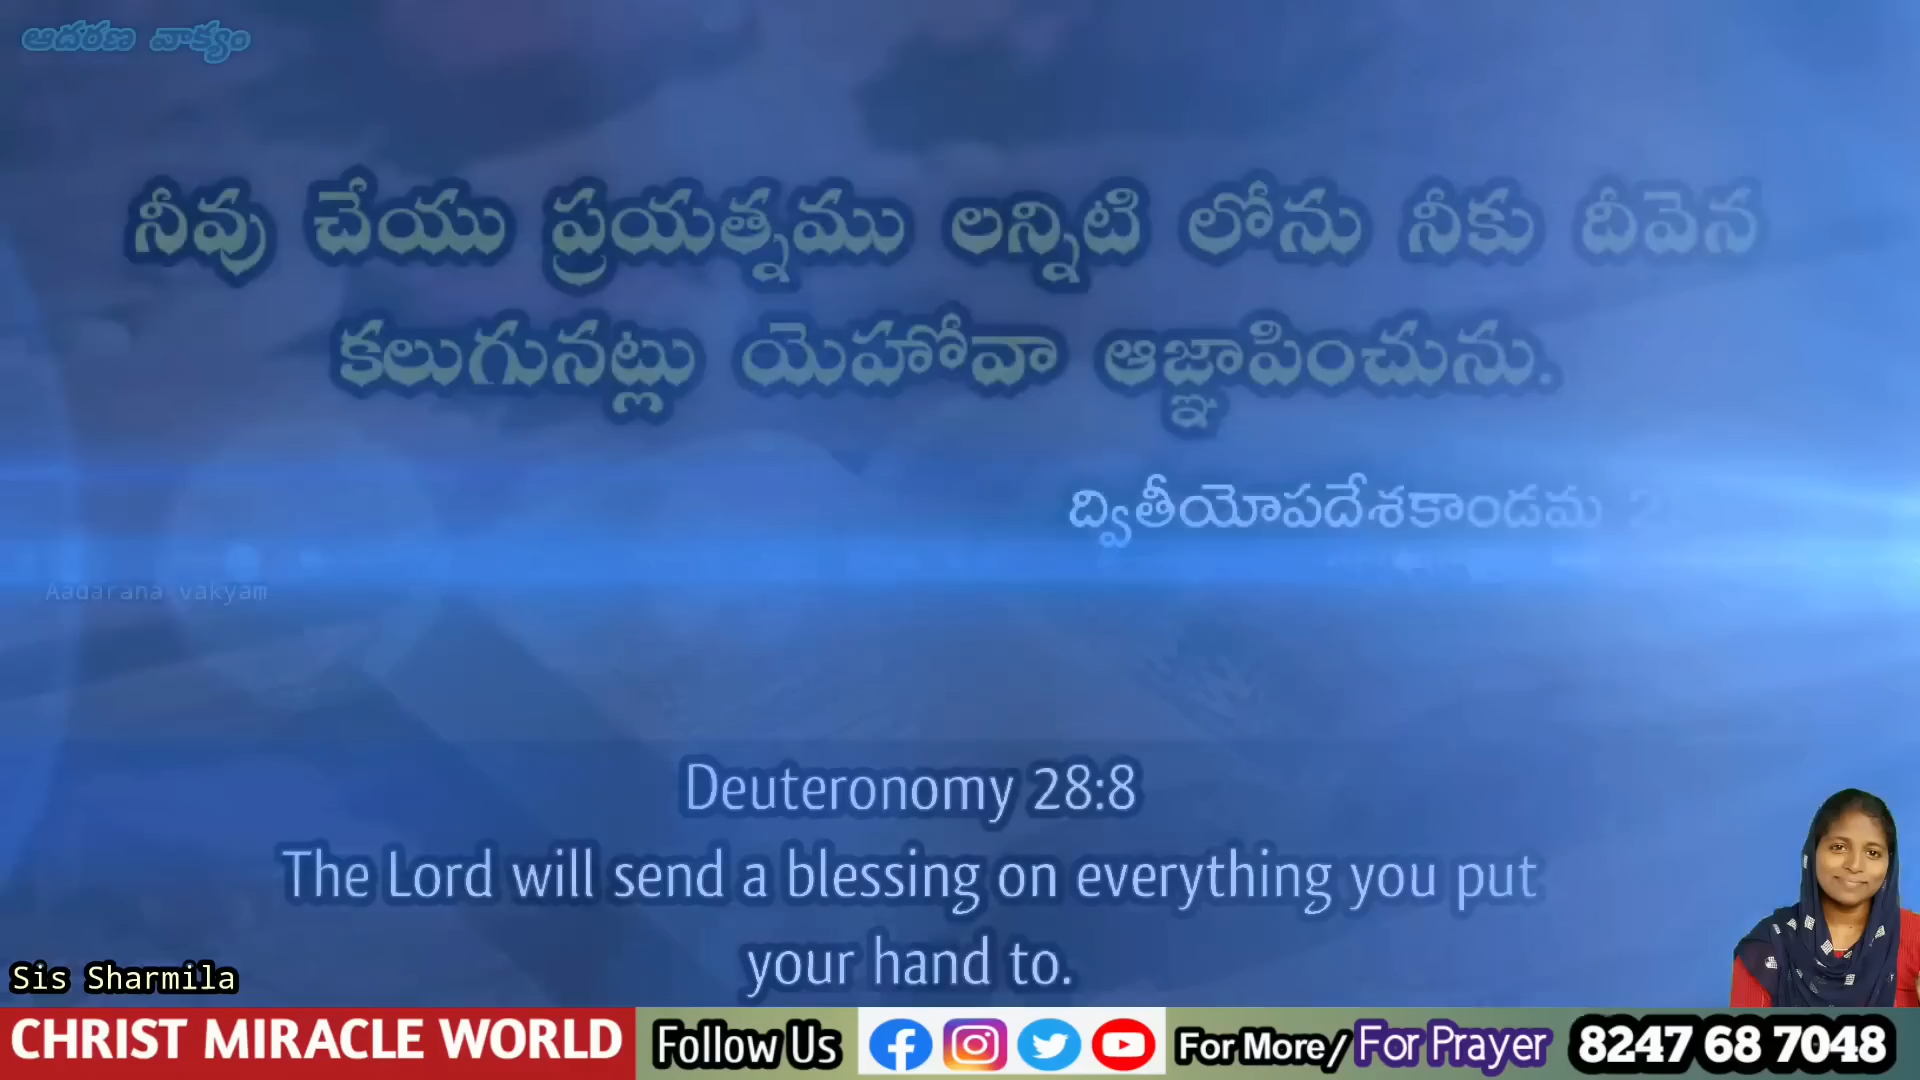 ఆదరణ వాక్యం
నీవు చేయు ప్రయత్నము లన్నిటి లోను నీకు దీవెన
కలుగునట్లు యెహోవా ఆజ్ఞాపించును.
ద్వితీయోపదేశకాండమ 2
Aadarana vakyam
Deuteronomy 28:8
The Lord will send a blessing on everything you put
your hand to.
Sis Sharmila
CHRIST MIRACLE WORLD Follow Us For More/ For Prayer 8247 68 7048